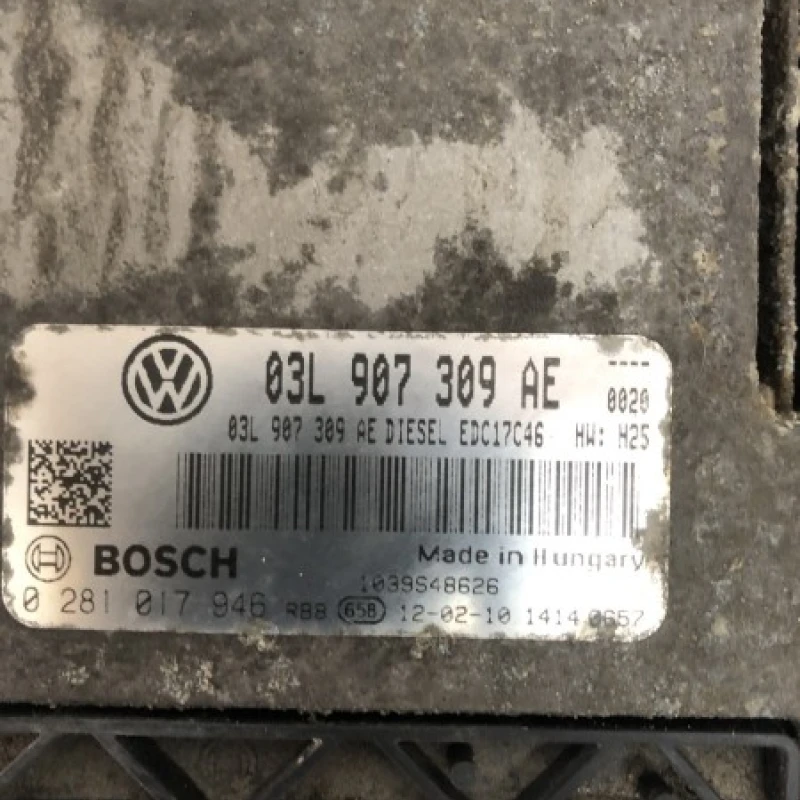 03L 907 309 AE ----
0020
03L 907 309 AE DIESEL EDC17C46 HW: H25
BOSCH Made in Hungary
1039S48626
0 281 017 946 RB8 658 12-02-10 1414 0657